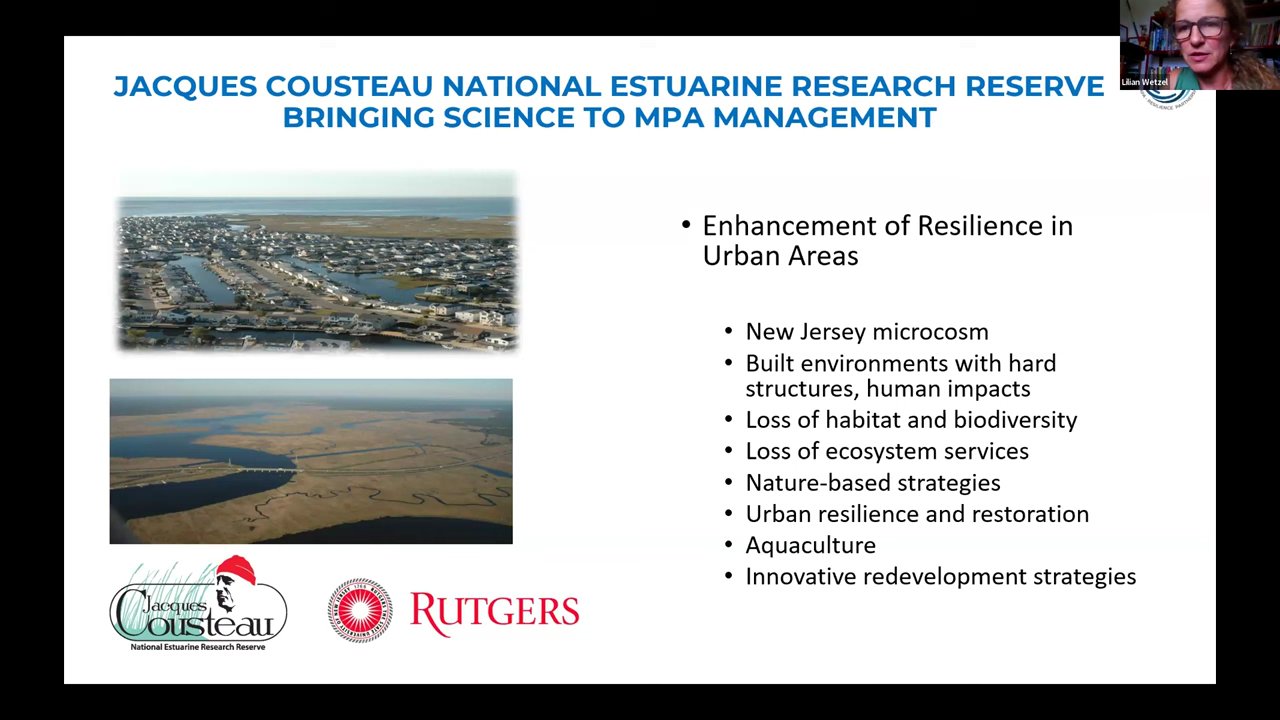 Lilian Wetzel
JACQUES COUSTEAU NATIONAL ESTUARINE RESEARCH RESERVE
BRINGING SCIENCE TO MPA MANAGEMENT
• Enhancement of Resilience in
Urban Areas
• New Jersey microcosm
• Built environments with hard
structures, human impacts
• Loss of habitat and biodiversity
• Loss of ecosystem services
• Nature-based strategies
• Urban resilience and restoration
• Aquaculture
• Innovative redevelopment strategies
Jacques
Cousteau
National Estuarine Research Reserve
RUTGERS